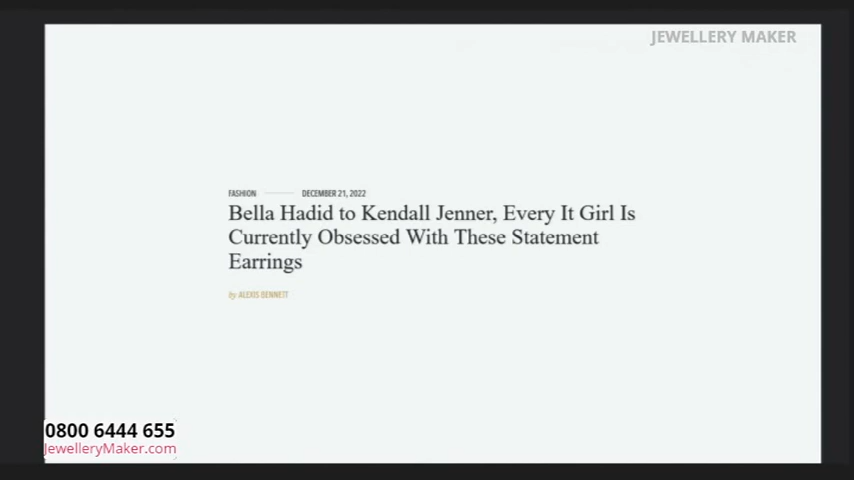 JEWELLERY MAKER
FASHION DECEMBER 21, 2022
Bella Hadid to Kendall Jenner, Every It Girl Is
Currently Obsessed With These Statement
Earrings
by ALEXIS BENNETT
0800 6444 655
JewelleryMaker.com